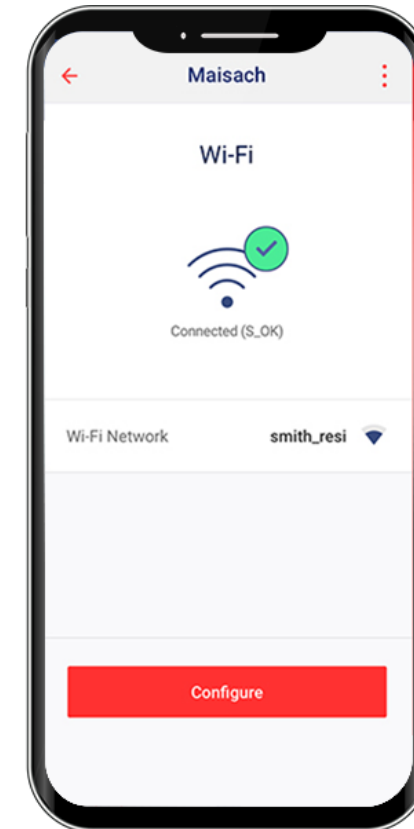 Maisach
Wi-Fi
Connected (S_OK)
Wi-Fi Network smith_resi
Configure